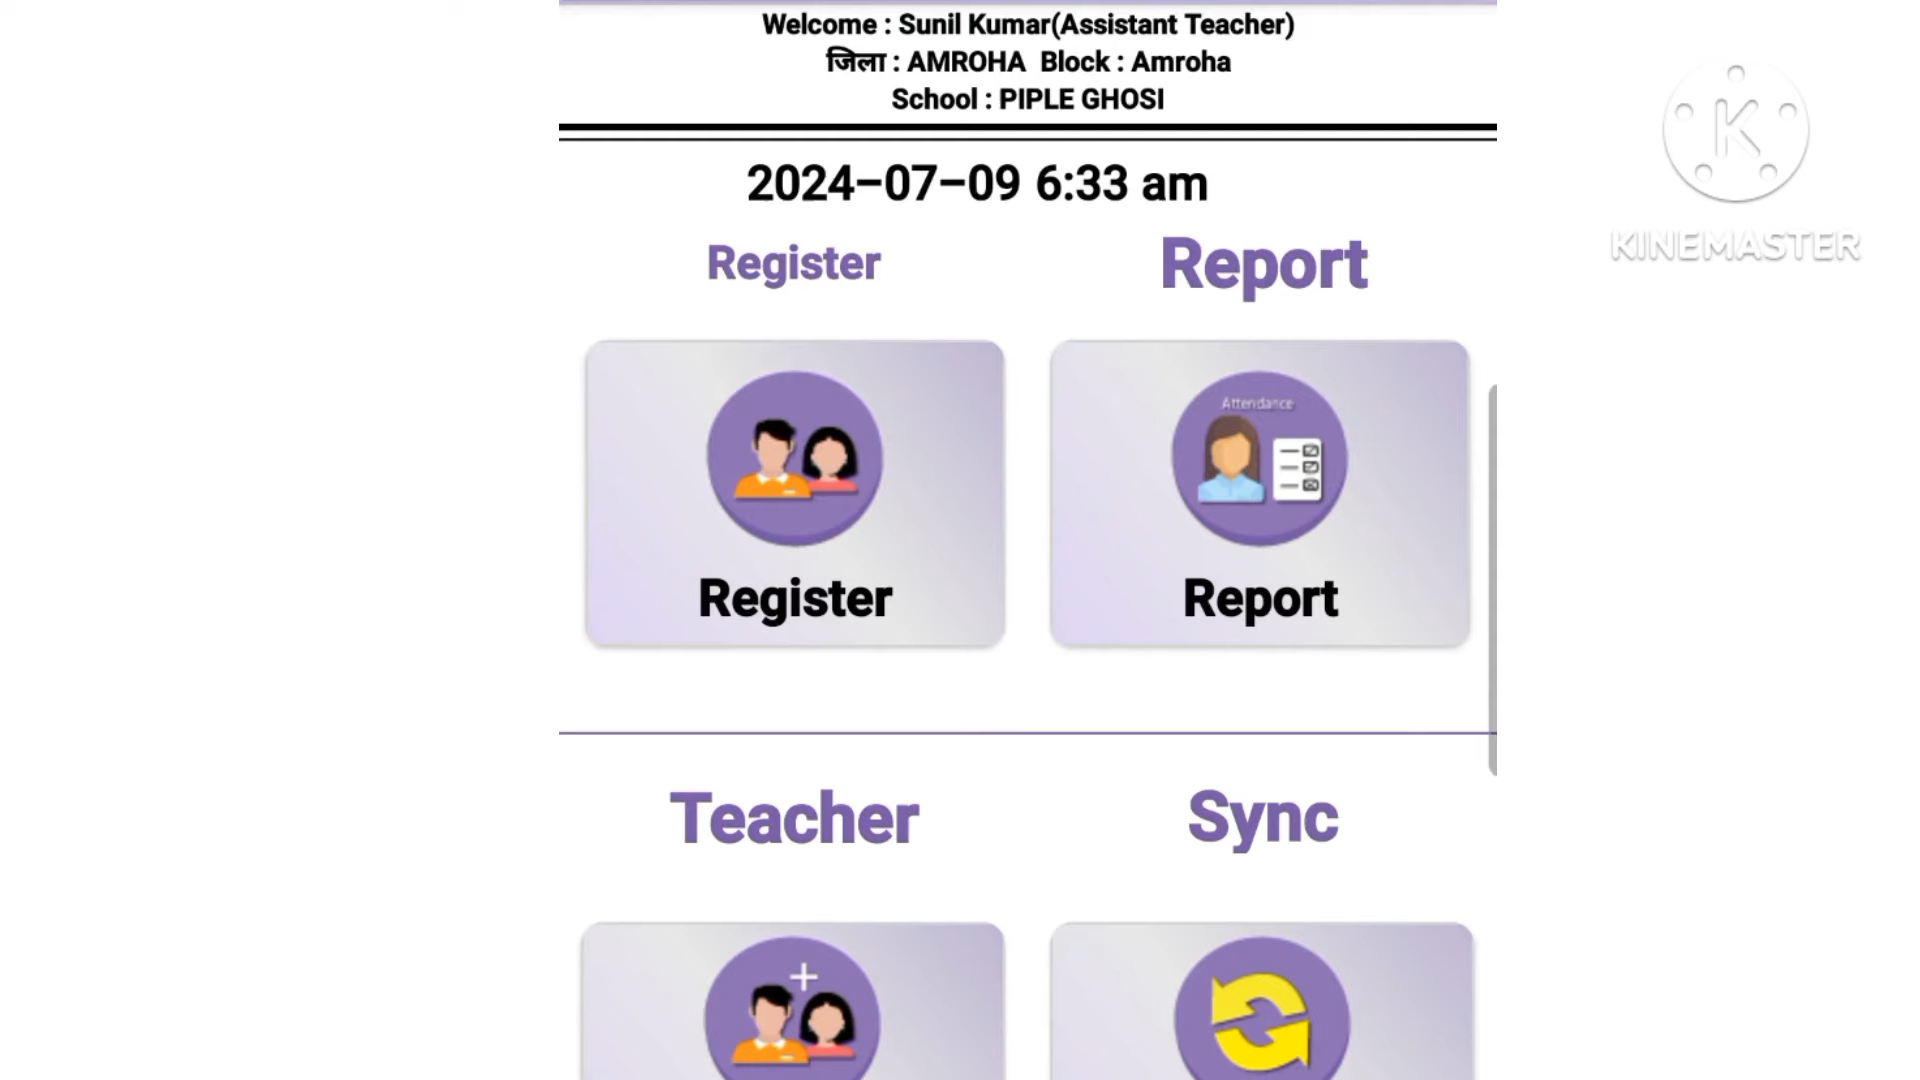 Welcome : Sunil Kumar(Assistant Teacher)
जिला : AMROHA Block : Amroha
School : PIPLE GHOSI
2024-07-09 6:33 am
Register
Report
Attendance
Register
Report
Teacher
Sync
K
KINEMASTER